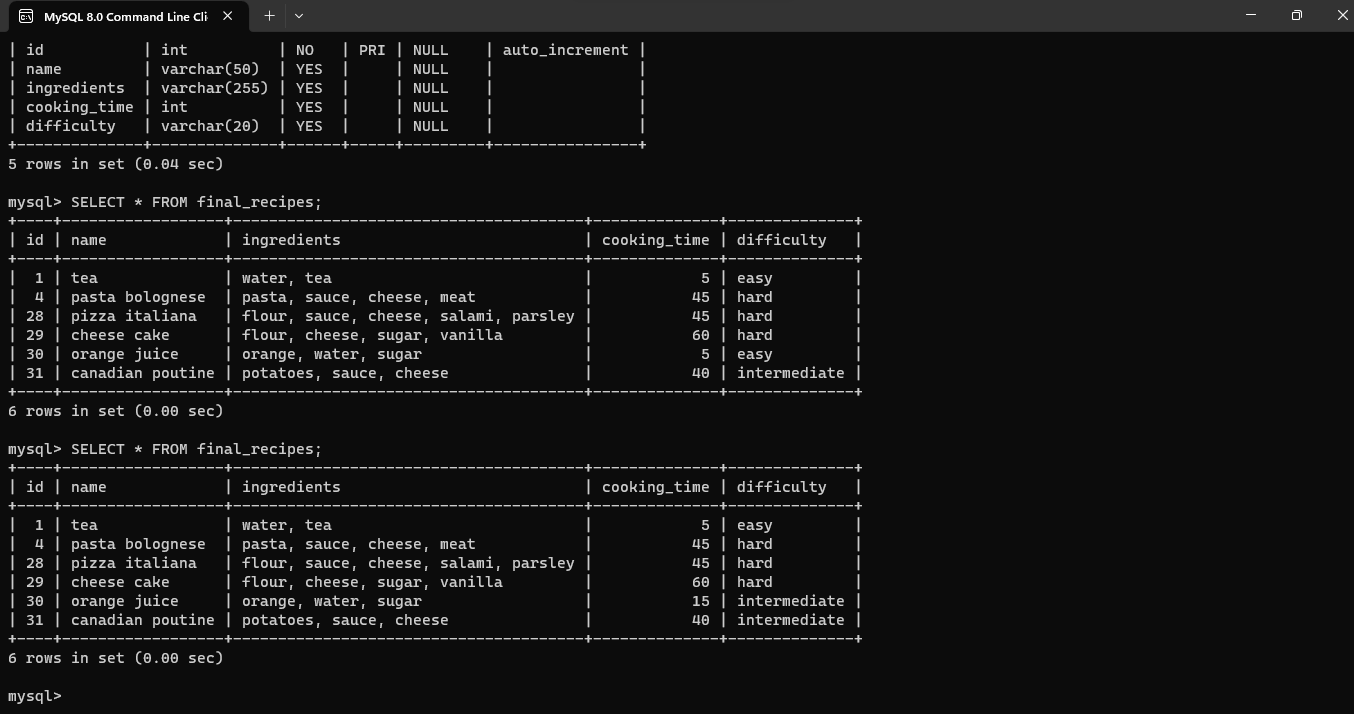 MySQL 8.0 Command Line Cli
| id           | int          | NO   | PRI | NULL    | auto_increment |
| name         | varchar(50)  | YES  |     | NULL    |                |
| ingredients  | varchar(255) | YES  |     | NULL    |                |
| cooking_time | int          | YES  |     | NULL    |                |
| difficulty   | varchar(20)  | YES  |     | NULL    |                |
+--------------+--------------+------+-----+---------+----------------+
5 rows in set (0.04 sec)
mysql> SELECT * FROM final_recipes;
+----+------------------+---------------------------------------+--------------+--------------+
| id | name             | ingredients                           | cooking_time | difficulty   |
+----+------------------+---------------------------------------+--------------+--------------+
|  1 | tea              | water, tea                            |            5 | easy         |
|  4 | pasta bolognese  | pasta, sauce, cheese, meat            |           45 | hard         |
| 28 | pizza italiana   | flour, sauce, cheese, salami, parsley |           45 | hard         |
| 29 | cheese cake      | flour, cheese, sugar, vanilla         |           60 | hard         |
| 30 | orange juice     | orange, water, sugar                  |            5 | easy         |
| 31 | canadian poutine | potatoes, sauce, cheese               |           40 | intermediate |
+----+------------------+---------------------------------------+--------------+--------------+
6 rows in set (0.00 sec)
mysql> SELECT * FROM final_recipes;
+----+------------------+---------------------------------------+--------------+--------------+
| id | name             | ingredients                           | cooking_time | difficulty   |
+----+------------------+---------------------------------------+--------------+--------------+
|  1 | tea              | water, tea                            |            5 | easy         |
|  4 | pasta bolognese  | pasta, sauce, cheese, meat            |           45 | hard         |
| 28 | pizza italiana   | flour, sauce, cheese, salami, parsley |           45 | hard         |
| 29 | cheese cake      | flour, cheese, sugar, vanilla         |           60 | hard         |
| 30 | orange juice     | orange, water, sugar                  |           15 | intermediate |
| 31 | canadian poutine | potatoes, sauce, cheese               |           40 | intermediate |
+----+------------------+---------------------------------------+--------------+--------------+
6 rows in set (0.00 sec)
mysql>